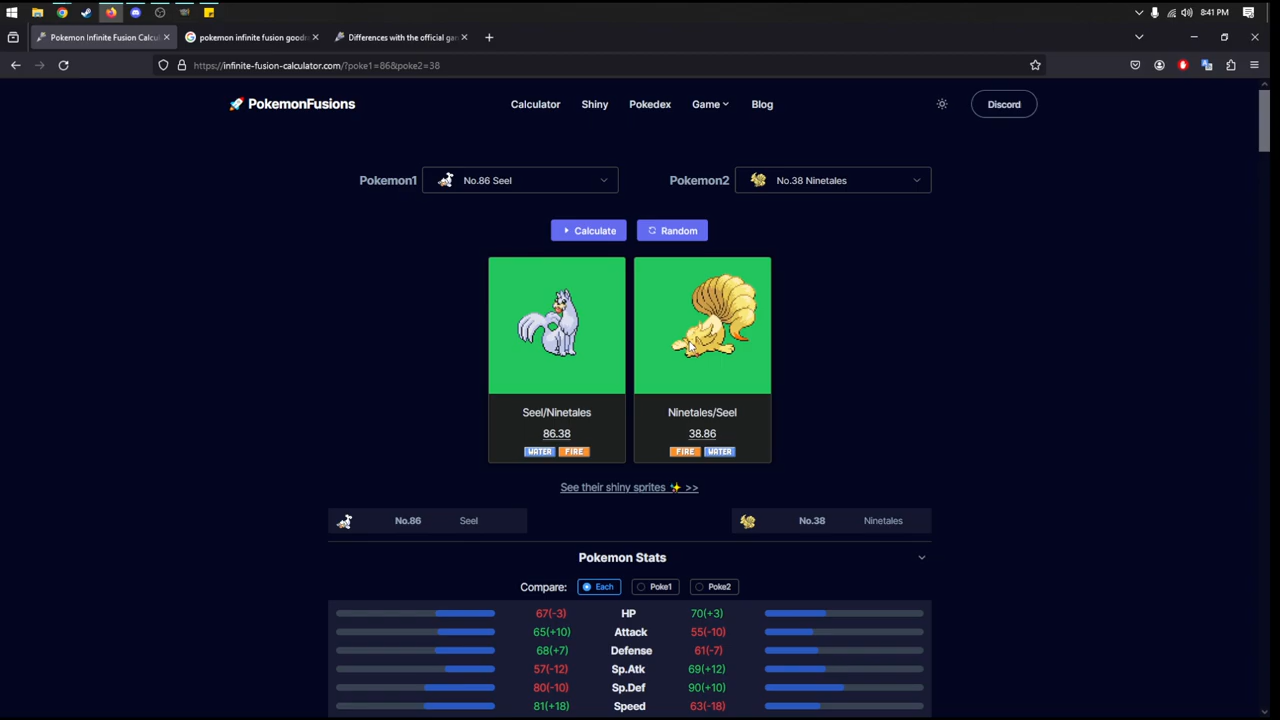 8:41 PM
Pokemon Infinite Fusion Calcul
pokemon infinite fusion goodr
Differences with the official ga
https://infinite-fusion-calculator.com/?poke1=86&poke2=38
PokemonFusions
Calculator Shiny Pokedex Game Blog
Discord
Pokemon1 No.86 Seel Pokemon2 No.38 Ninetales
Calculate Random
Seel/Ninetales Ninetales/Seel
86.38 38.86
WATER FIRE FIRE WATER
See their shiny sprites ✨ >>
No.86 Seel No.38 Ninetales
Pokemon Stats
Compare: Each Poke1 Poke2
67(-3) HP 70(+3)
65(+10) Attack 55(-10)
68(+7) Defense 61(-7)
57(-12) Sp.Atk 69(+12)
80(-10) Sp.Def 90(+10)
81(+18) Speed 63(-18)